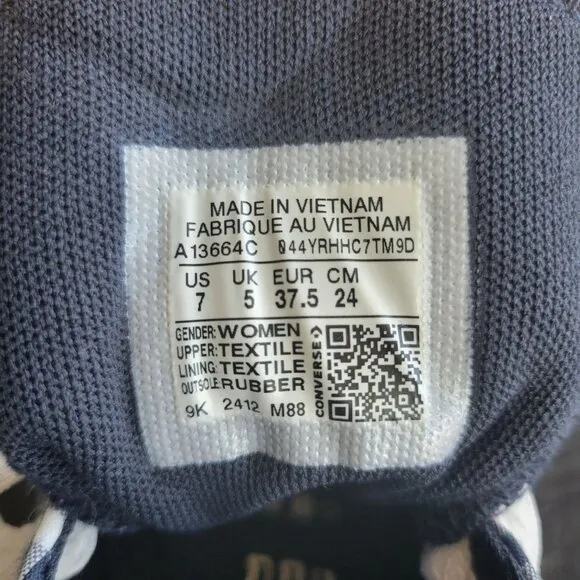 MADE IN VIETNAM
FABRIQUE AU VIETNAM
A13664C 044YRHHC7TM9D
US UK EUR CM
7 5 37.5 24
GENDER: WOMEN
UPPER: TEXTILE
LINING: TEXTILE
OUTSOLE: RUBBER
CONVERSE
9K 2412 M88